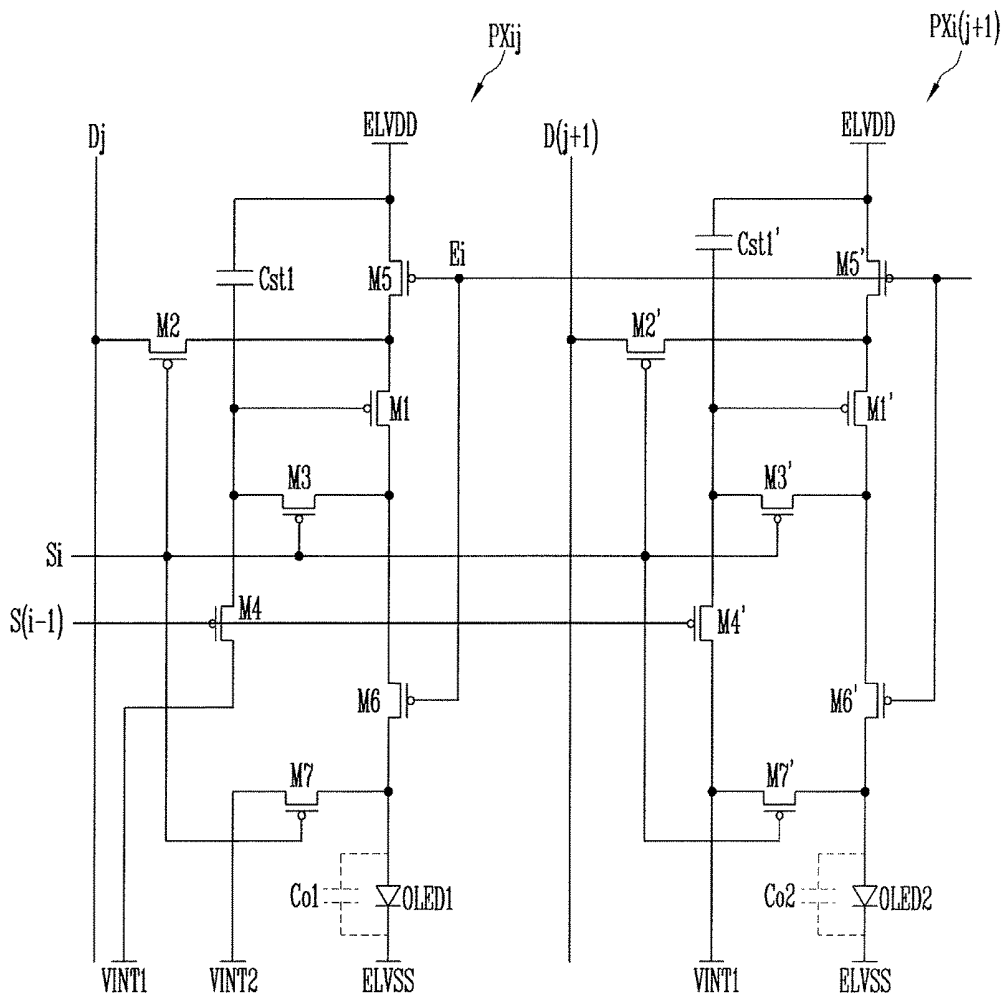 PXij
PXi(j+1)
Dj
ELVDD
D(j+1)
ELVDD
Cst1
M5
Ei
Cst1'
M5'
M2
M2'
M1
M1'
M3
M3'
Si
S(i-1)
M4
M4'
M6
M6'
M7
M7'
Co1
OLED1
Co2
OLED2
VINT1
VINT2
ELVSS
VINT1
ELVSS